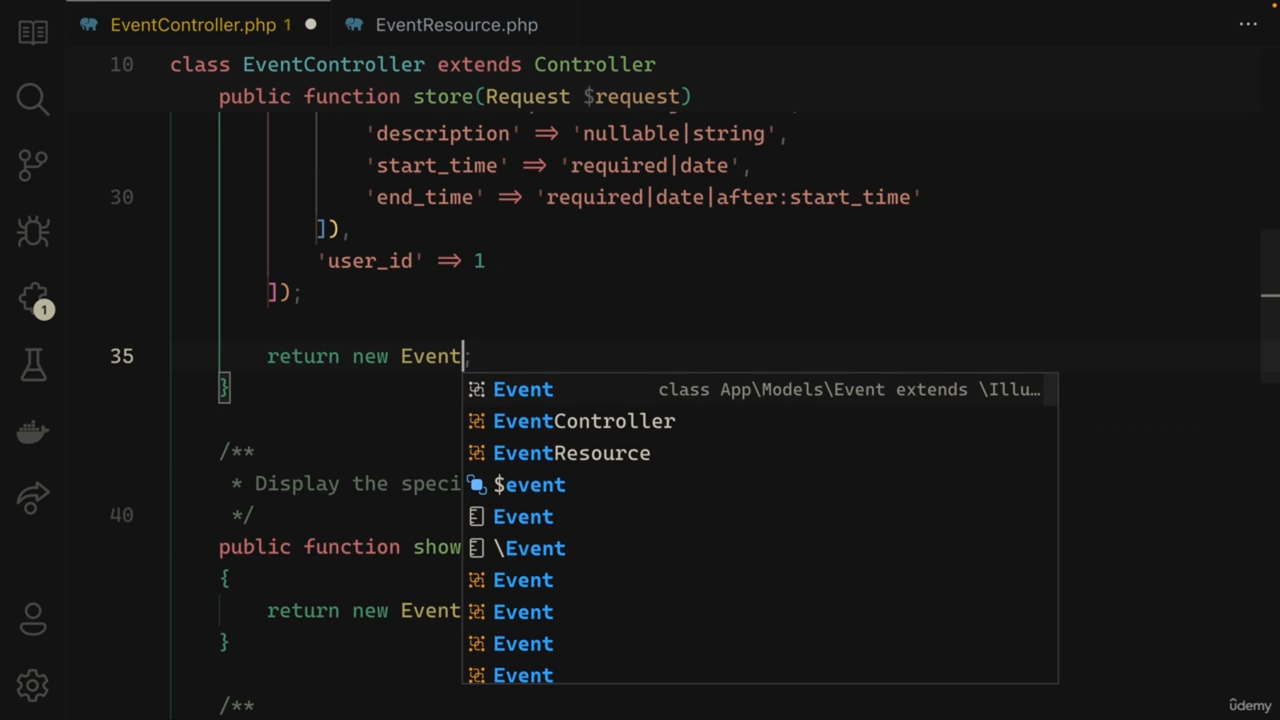 EventController.php 1
EventResource.php
10 class EventController extends Controller
public function store(Request $request)
'description' => 'nullable|string',
'start_time' => 'required|date',
30 'end_time' => 'required|date|after:start_time'
]),
'user_id' => 1
]);
35 return new Event;
}
Event class App\Models\Event extends \Illu…
EventController
EventResource
$event
Event
\Event
Event
Event
Event
Event
/**
* Display the speci
40 */
public function show
{
return new Event
}
/**
1
ûdemy